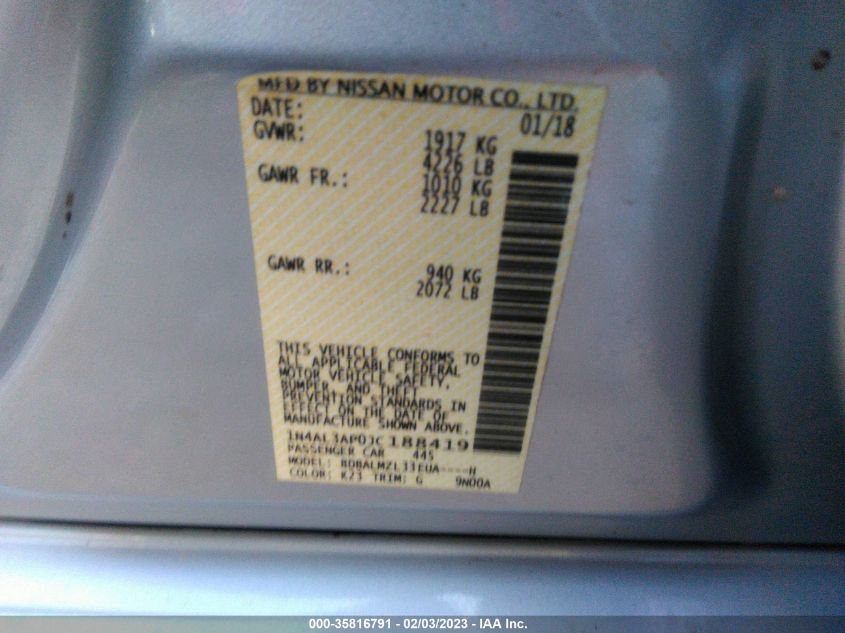 MFD BY NISSAN MOTOR CO., LTD.
DATE: 01/18
GVWR: 1917 KG
4226 LB
GAWR FR.: 1010 KG
2227 LB
GAWR RR.: 940 KG
2072 LB
THIS VEHICLE CONFORMS TO
ALL APPLICABLE FEDERAL
MOTOR VEHICLE SAFETY,
BUMPER, AND THEFT
PREVENTION STANDARDS IN
EFFECT ON THE DATE OF
MANUFACTURE SHOWN ABOVE.
1N4AL3AP0JC188419
PASSENGER CAR 445
MODEL: BDBALMZL33EUA----H
COLOR: K23 TRIM: G 9N00A
000-35816791 - 02/03/2023 - IAA Inc.